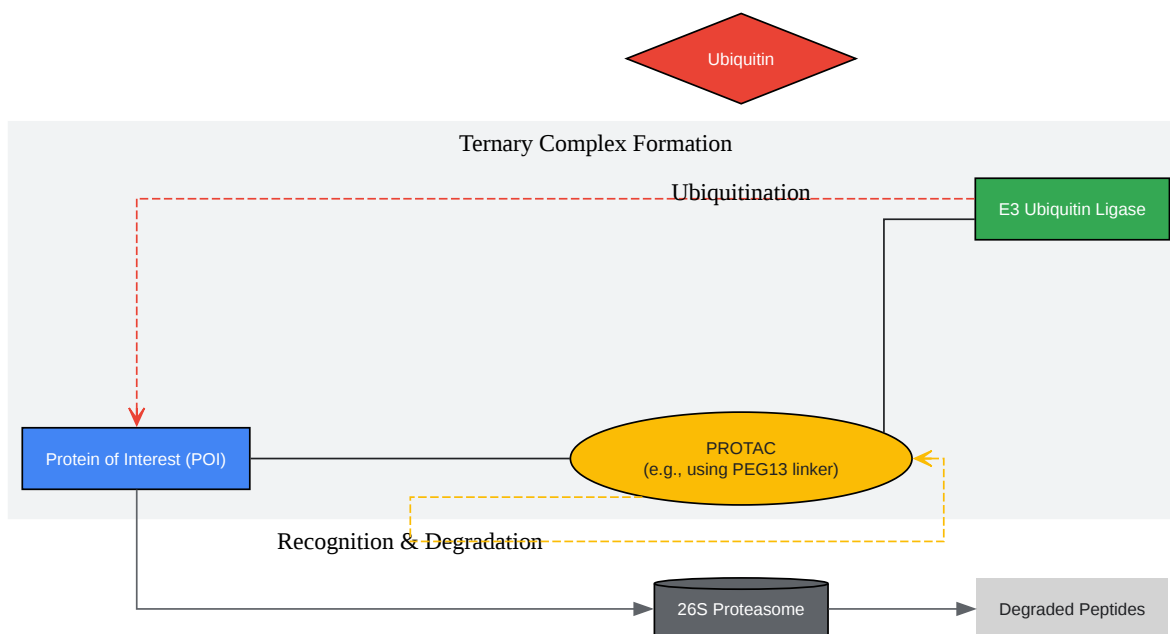 Ubiquitin
Ternary Complex Formation
Ubiquitination
E3 Ubiquitin Ligase
Protein of Interest (POI)
PROTAC
(e.g., using PEG13 linker)
Recognition & Degradation
26S Proteasome
Degraded Peptides